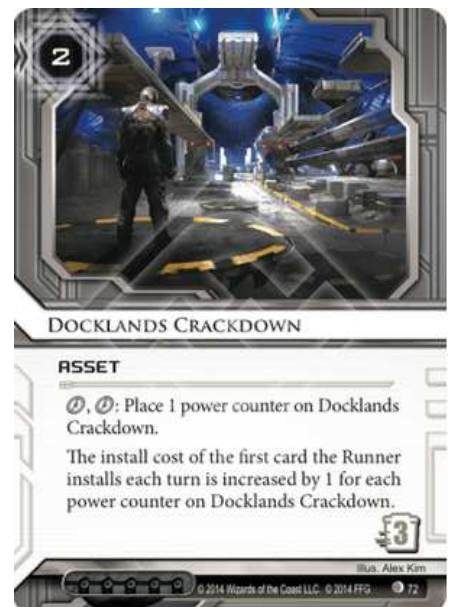 2
DOCKLANDS CRACKDOWN
ASSET
, : Place 1 power counter on Docklands
Crackdown.
The install cost of the first card the Runner
installs each turn is increased by 1 for each
power counter on Docklands Crackdown.
3
Illus. Alex Kim
© 2014 Wizards of the Coast LLC. © 2014 FFG 72